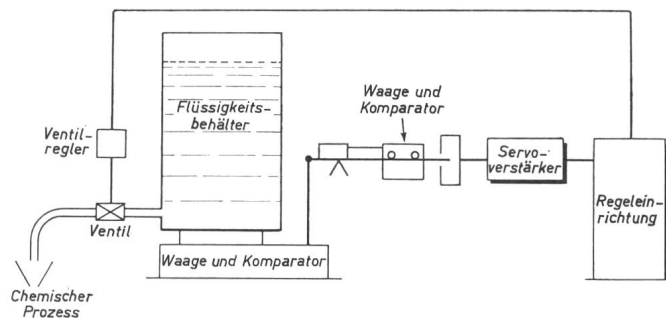 Flüssigkeits-
behälter
Waage und
Komparator
Ventil-
regler
Servo-
verstärker
Regelein-
richtung
Ventil
Waage und Komparator
Chemischer
Prozess